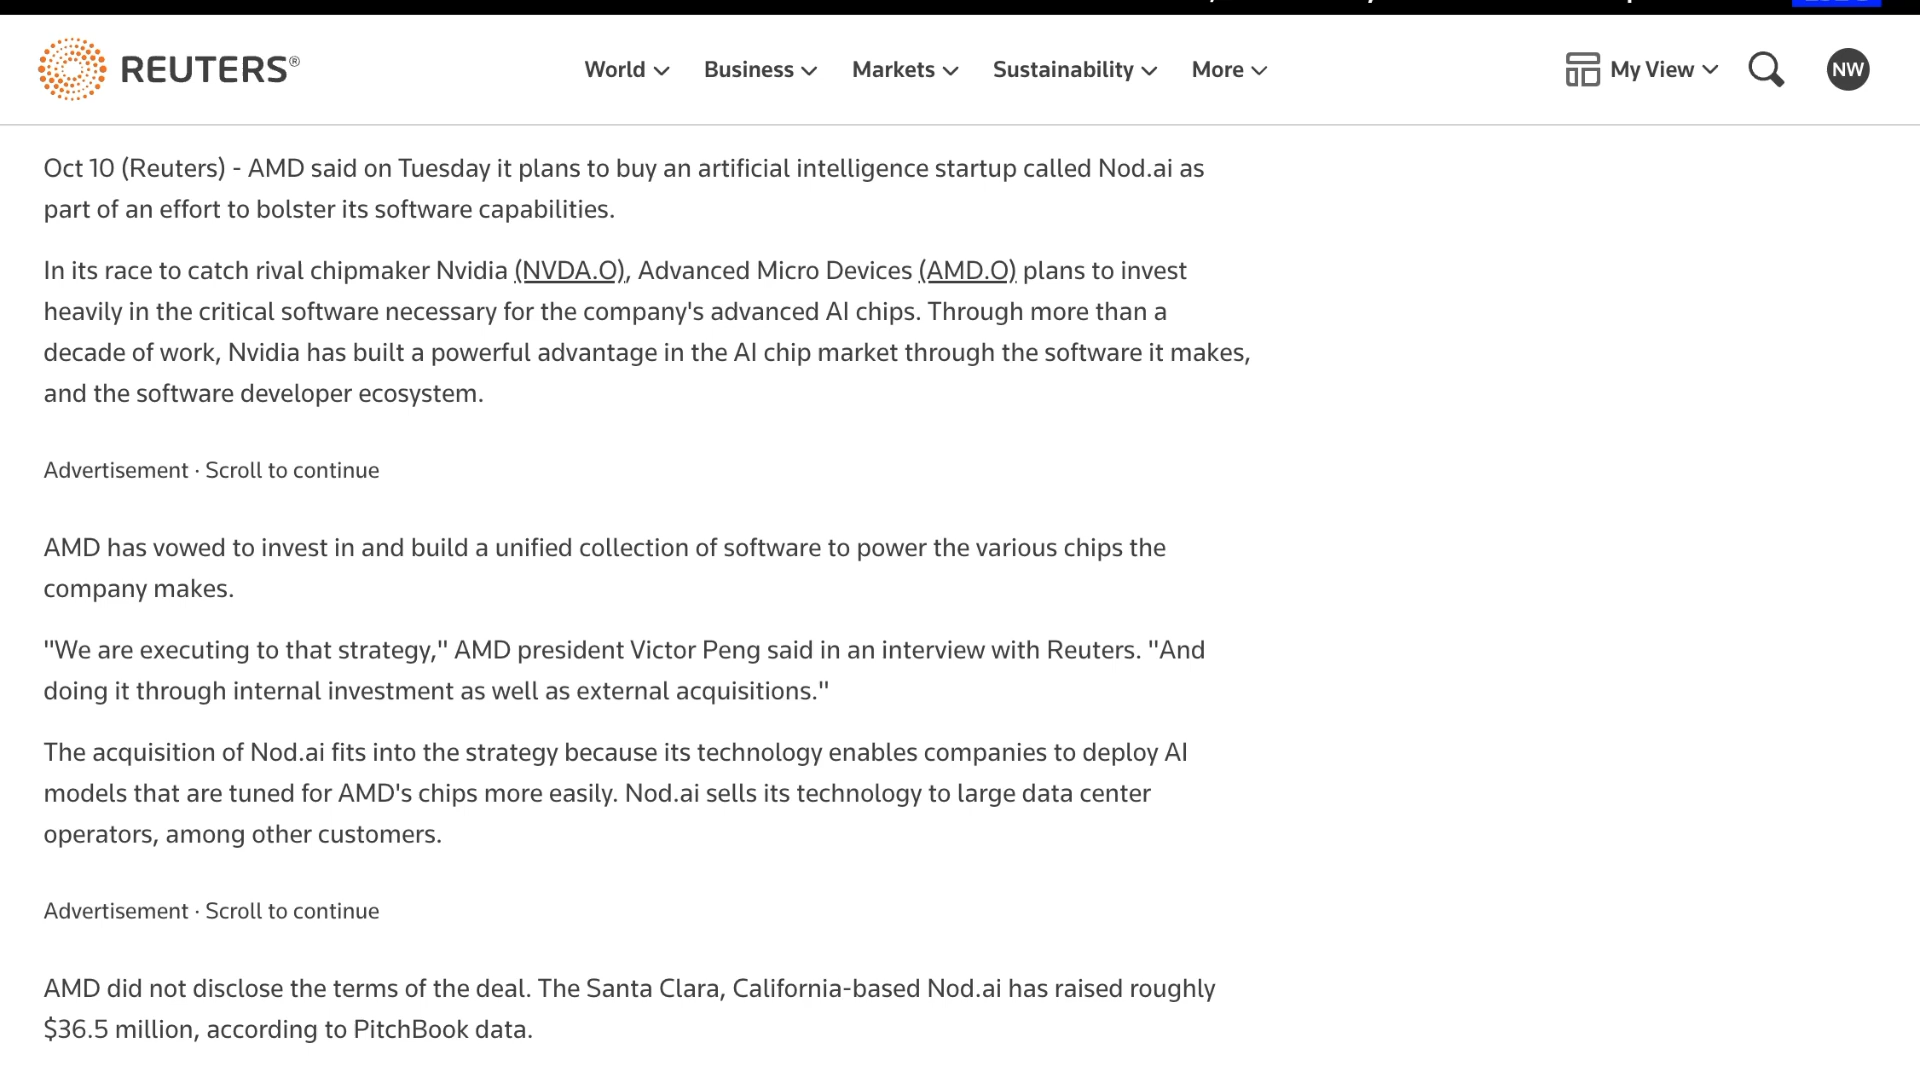 REUTERS®
World
Business
Markets
Sustainability
More
My View
NW
Oct 10 (Reuters) - AMD said on Tuesday it plans to buy an artificial intelligence startup called Nod.ai as
part of an effort to bolster its software capabilities.
In its race to catch rival chipmaker Nvidia (NVDA.O), Advanced Micro Devices (AMD.O) plans to invest
heavily in the critical software necessary for the company's advanced AI chips. Through more than a
decade of work, Nvidia has built a powerful advantage in the AI chip market through the software it makes,
and the software developer ecosystem.
Advertisement · Scroll to continue
AMD has vowed to invest in and build a unified collection of software to power the various chips the
company makes.
"We are executing to that strategy," AMD president Victor Peng said in an interview with Reuters. "And
doing it through internal investment as well as external acquisitions."
The acquisition of Nod.ai fits into the strategy because its technology enables companies to deploy AI
models that are tuned for AMD's chips more easily. Nod.ai sells its technology to large data center
operators, among other customers.
Advertisement · Scroll to continue
AMD did not disclose the terms of the deal. The Santa Clara, California-based Nod.ai has raised roughly
$36.5 million, according to PitchBook data.